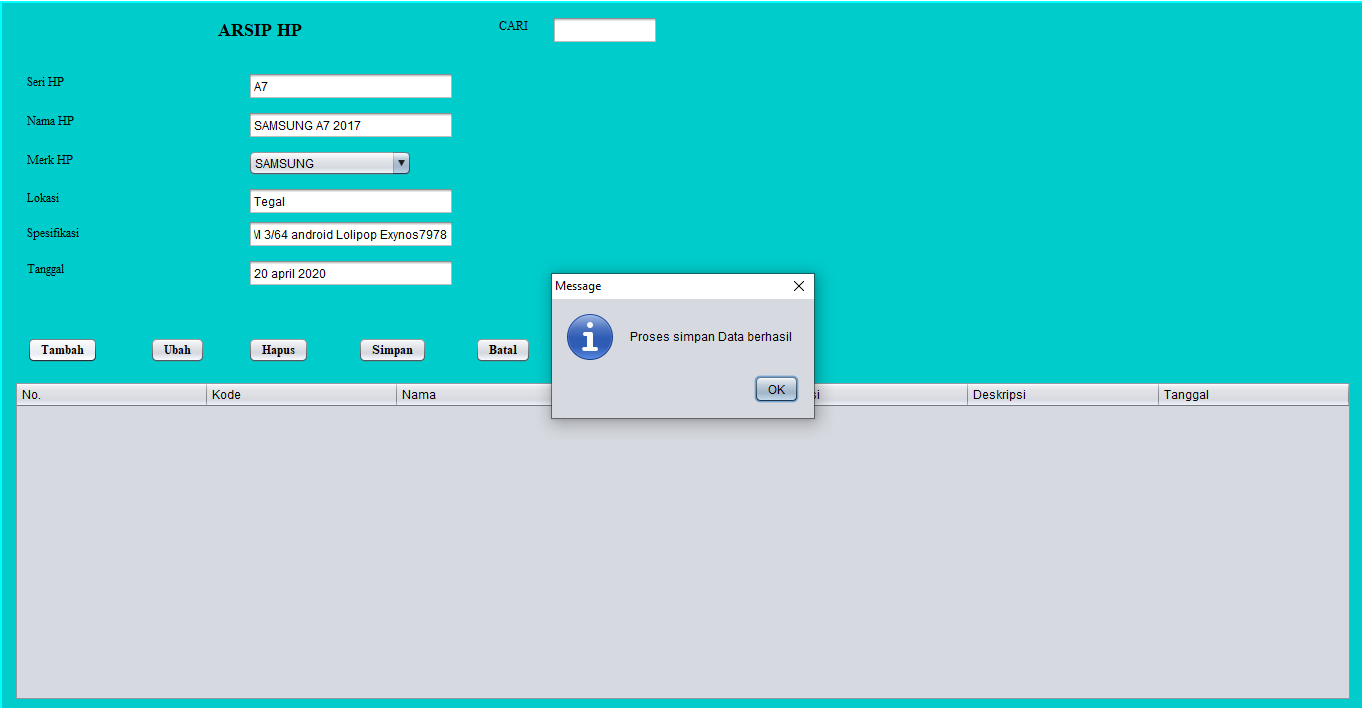 ARSIP HP
CARI
Seri HP
A7
Nama HP
SAMSUNG A7 2017
Merk HP
SAMSUNG
Lokasi
Tegal
Spesifikasi
3/64 android Lolipop Exynos7978
Tanggal
20 april 2020
Message
Proses simpan Data berhasil
OK
Tambah
Ubah
Hapus
Simpan
Batal
No.
Kode
Nama
Deskripsi
Tanggal